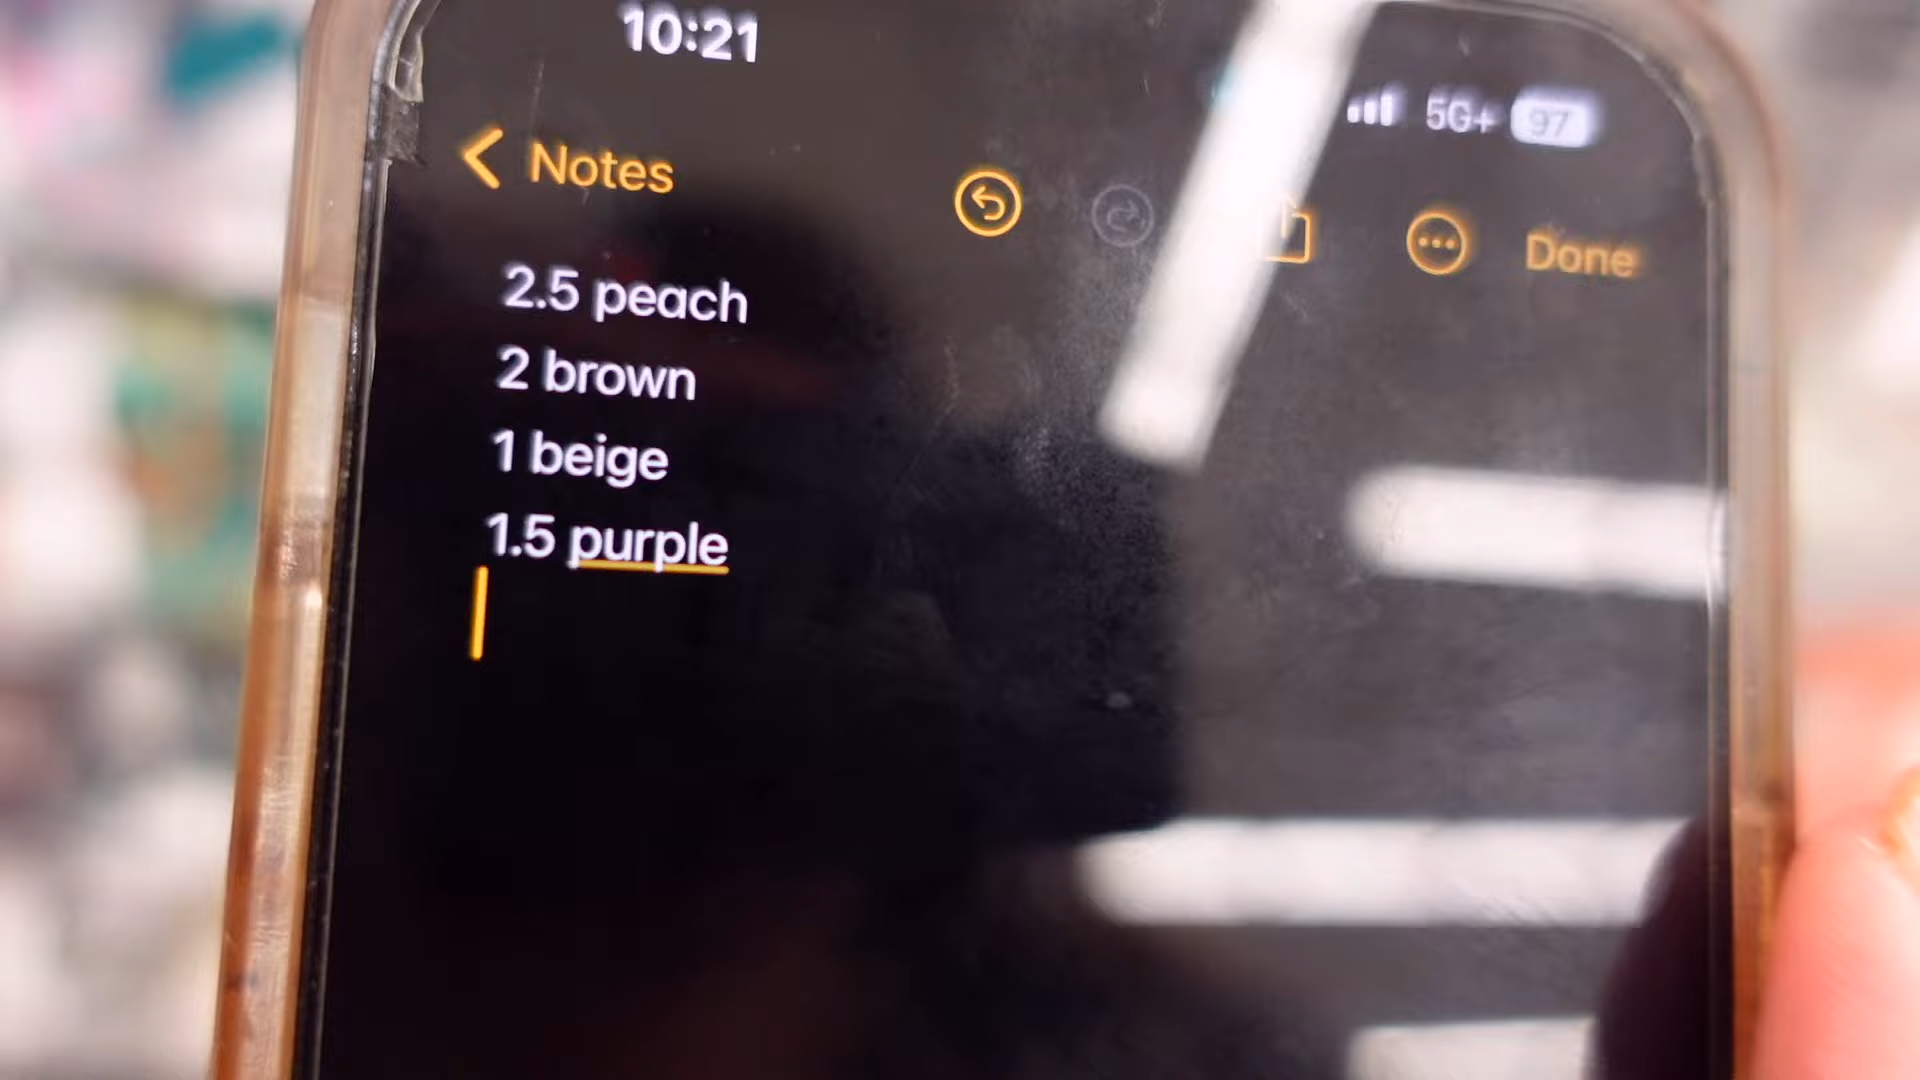 10:21
5G+ 97
Notes
Done
2.5 peach
2 brown
1 beige
1.5 purple